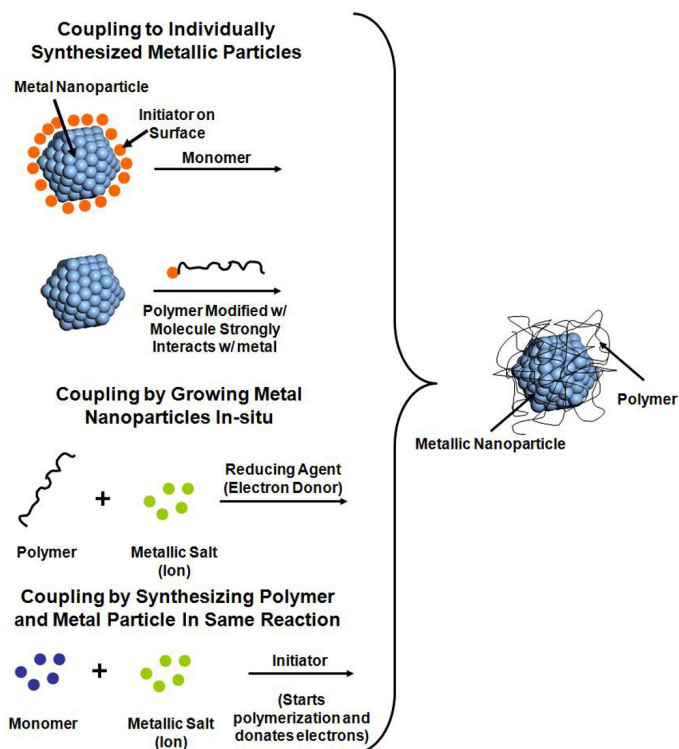 Coupling to Individually
Synthesized Metallic Particles
Metal Nanoparticle
Initiator on
Surface
Monomer
Polymer Modified w/
Molecule Strongly
Interacts w/ metal
Coupling by Growing Metal
Nanoparticles In-situ
Reducing Agent
(Electron Donor)
+
Polymer
Metallic Salt
(Ion)
Coupling by Synthesizing Polymer
and Metal Particle In Same Reaction
+
Initiator
Monomer
Metallic Salt
(Ion)
(Starts
polymerization and
donates electrons)
Polymer
Metallic Nanoparticle